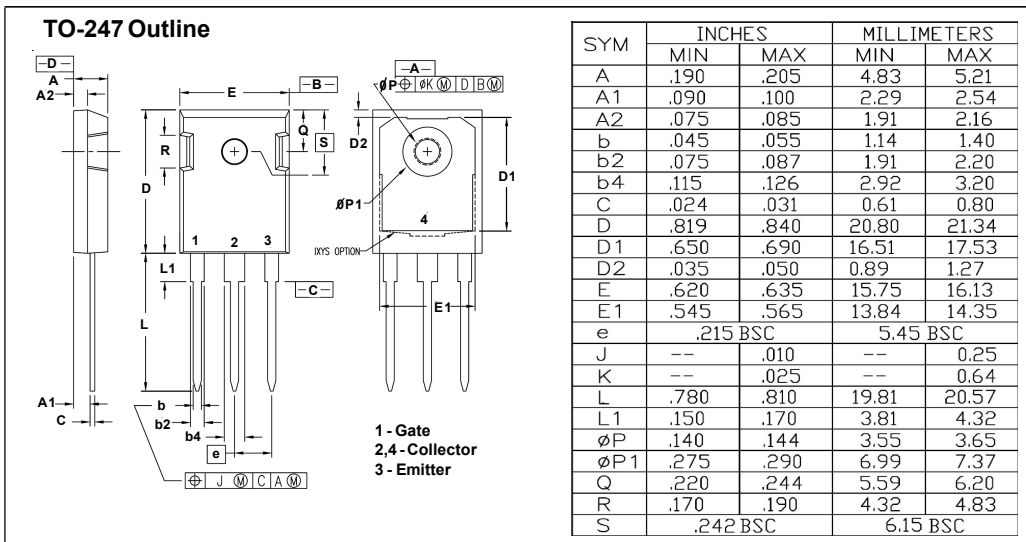 TO-247 Outline
-D-
A
A2
E
-B-
-A-
ØP ⌖ ØK Ⓜ D BⓂ
Q
S
R
D
D2
D1
ØP1
4
1 2 3
IXYS OPTION
L1
-C-
E1
L
A1
C
b
b2
b4
e
⌖ J Ⓜ C AⓂ
1 - Gate
2,4 - Collector
3 - Emitter
SYM INCHES MILLIMETERS
MIN MAX MIN MAX
A .190 .205 4.83 5.21
A1 .090 .100 2.29 2.54
A2 .075 .085 1.91 2.16
b .045 .055 1.14 1.40
b2 .075 .087 1.91 2.20
b4 .115 .126 2.92 3.20
C .024 .031 0.61 0.80
D .819 .840 20.80 21.34
D1 .650 .690 16.51 17.53
D2 .035 .050 0.89 1.27
E .620 .635 15.75 16.13
E1 .545 .565 13.84 14.35
e .215 BSC 5.45 BSC
J -- .010 -- 0.25
K -- .025 -- 0.64
L .780 .810 19.81 20.57
L1 .150 .170 3.81 4.32
ØP .140 .144 3.55 3.65
ØP1 .275 .290 6.99 7.37
Q .220 .244 5.59 6.20
R .170 .190 4.32 4.83
S .242 BSC 6.15 BSC